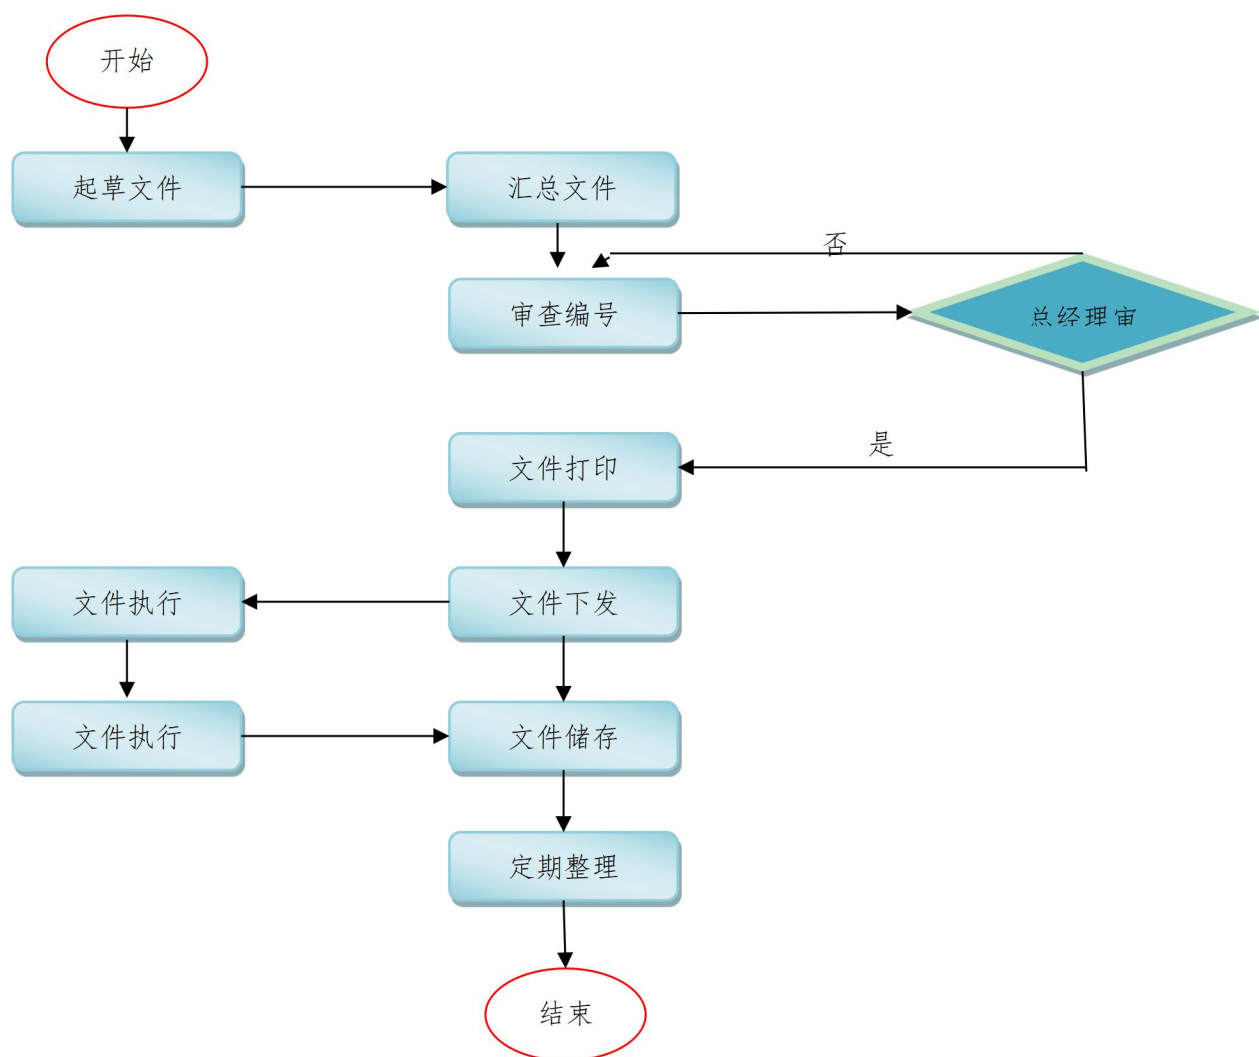 开始
起草文件
汇总文件
否
审查编号
总经理审
是
文件打印
文件执行
文件下发
文件执行
文件储存
定期整理
结束